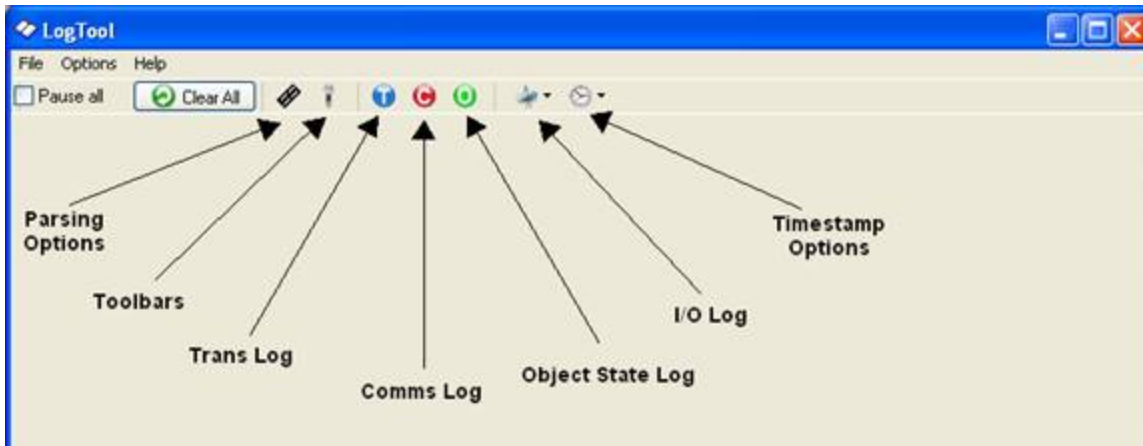 LogTool
File Options Help
Pause all Clear All T C O
Parsing
Options
Timestamp
Options
Toolbars
I/O Log
Trans Log
Object State Log
Comms Log